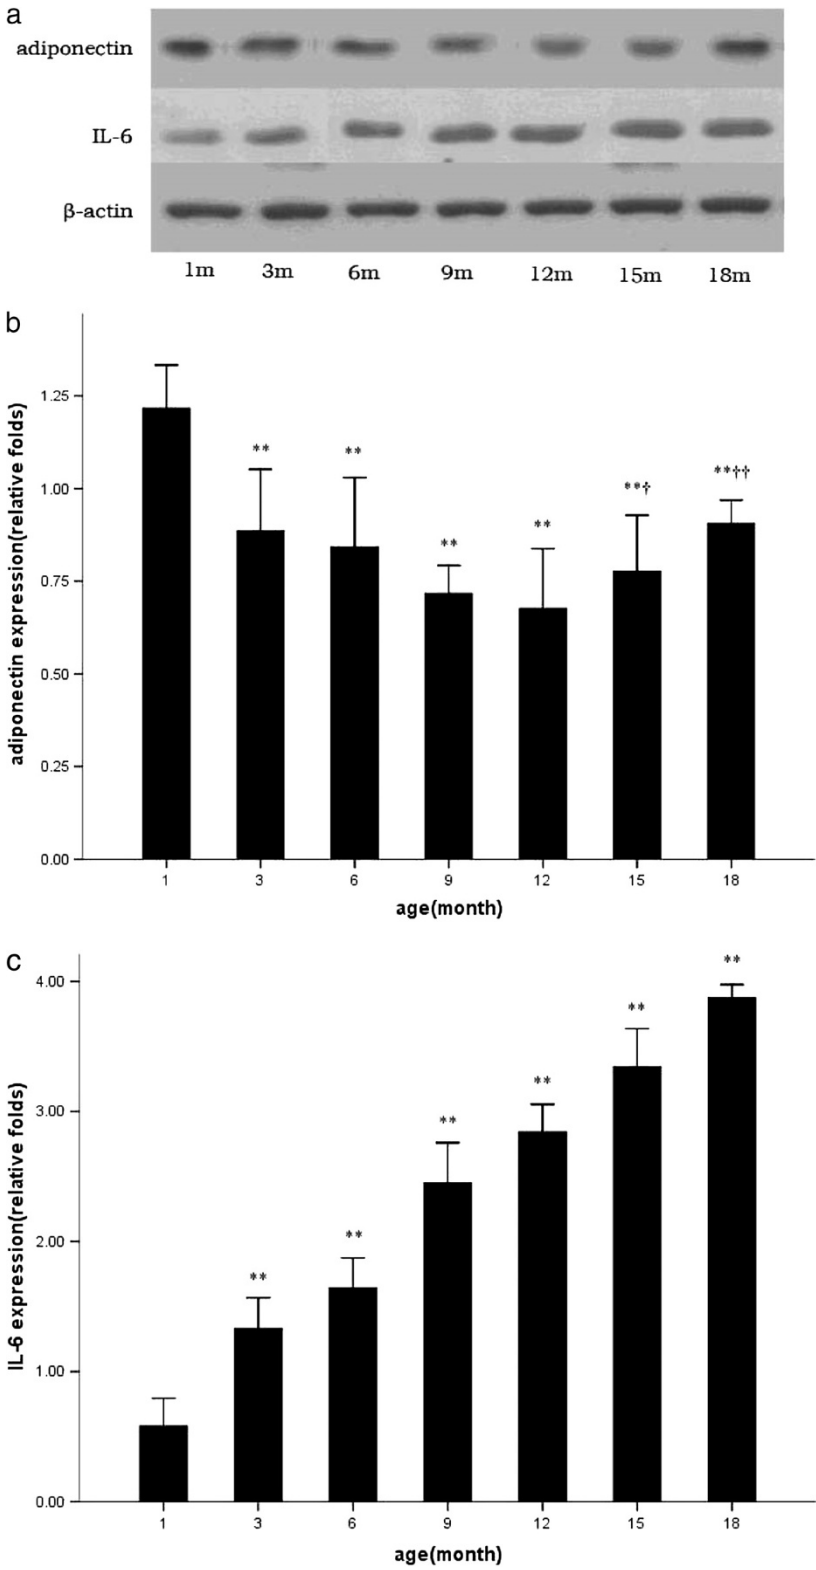 a
adiponectin
IL-6
β-actin
1m 3m 6m 9m 12m 15m 18m
b
adiponectin expression(relative folds)
1.25
1.00
0.75
0.50
0.25
0.00
** ** ** ** **† **††
1 3 6 9 12 15 18
age(month)
c
IL-6 expression(relative folds)
4.00
3.00
2.00
1.00
0.00
** ** ** ** ** **
1 3 6 9 12 15 18
age(month)